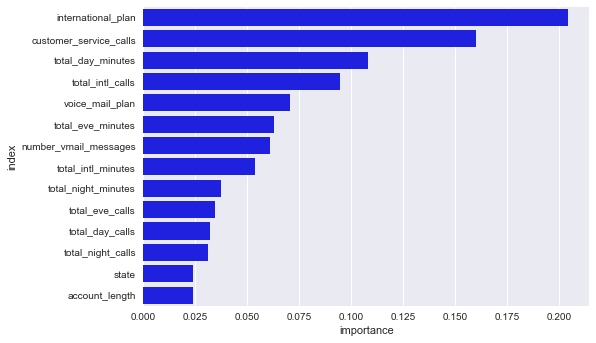 international_plan
customer_service_calls
total_day_minutes
total_intl_calls
voice_mail_plan
total_eve_minutes
number_vmail_messages
total_intl_minutes
total_night_minutes
total_eve_calls
total_day_calls
total_night_calls
state
account_length
index
0.000 0.025 0.050 0.075 0.100 0.125 0.150 0.175 0.200
importance